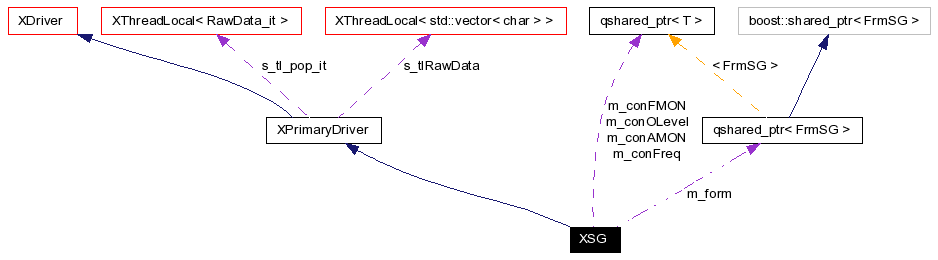 XDriver
XThreadLocal< RawData_it >
XThreadLocal< std::vector< char > >
qshared_ptr< T >
boost::shared_ptr< FrmSG >
s_tl_pop_it
s_tlRawData
< FrmSG >
m_conFMON
m_conOLevel
m_conAMON
m_conFreq
XPrimaryDriver
qshared_ptr< FrmSG >
m_form
XSG